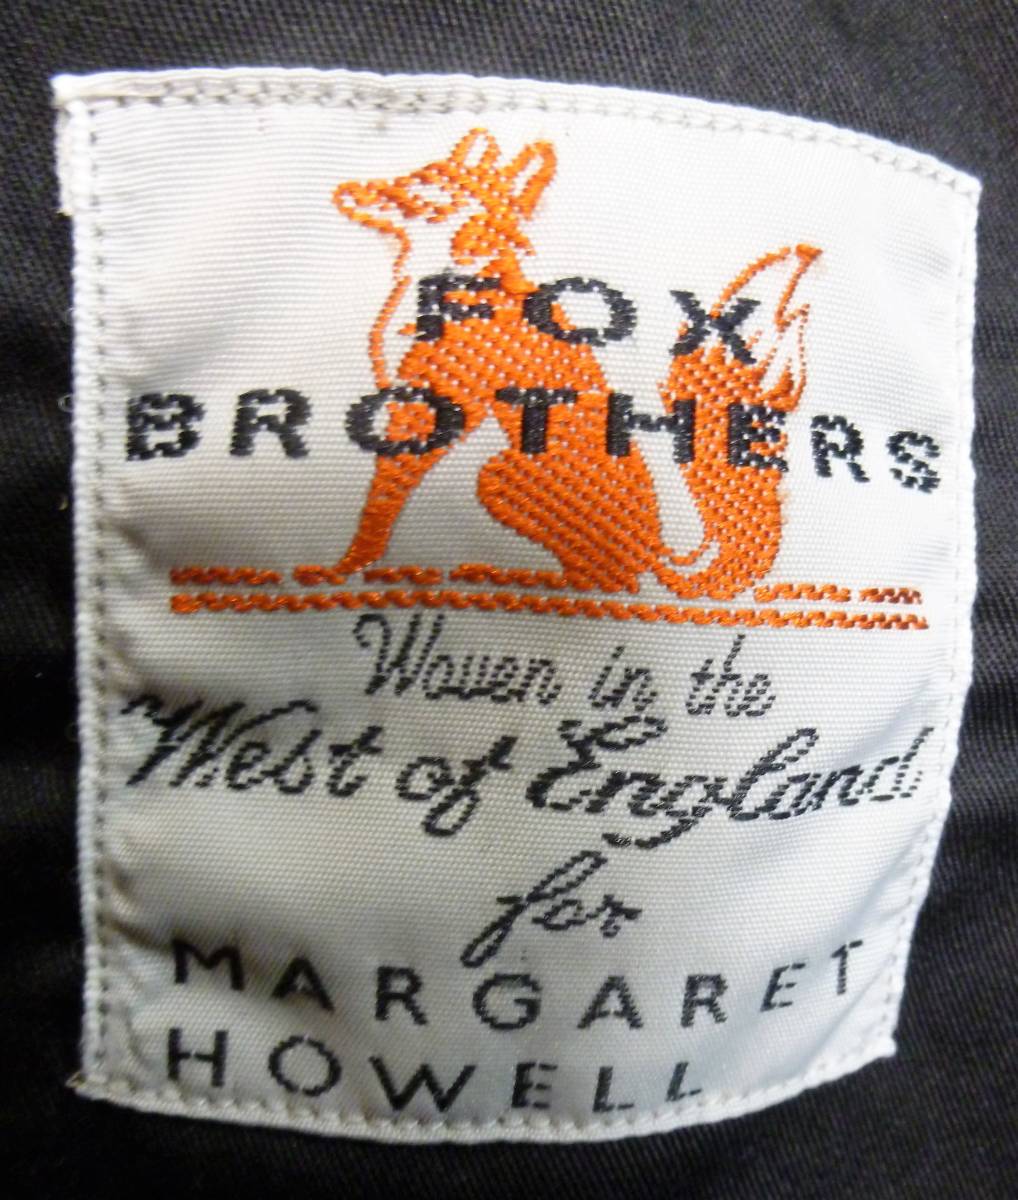 FOX
BROTHERS
Woven in the
West of England
for
MARGARET
HOWELL